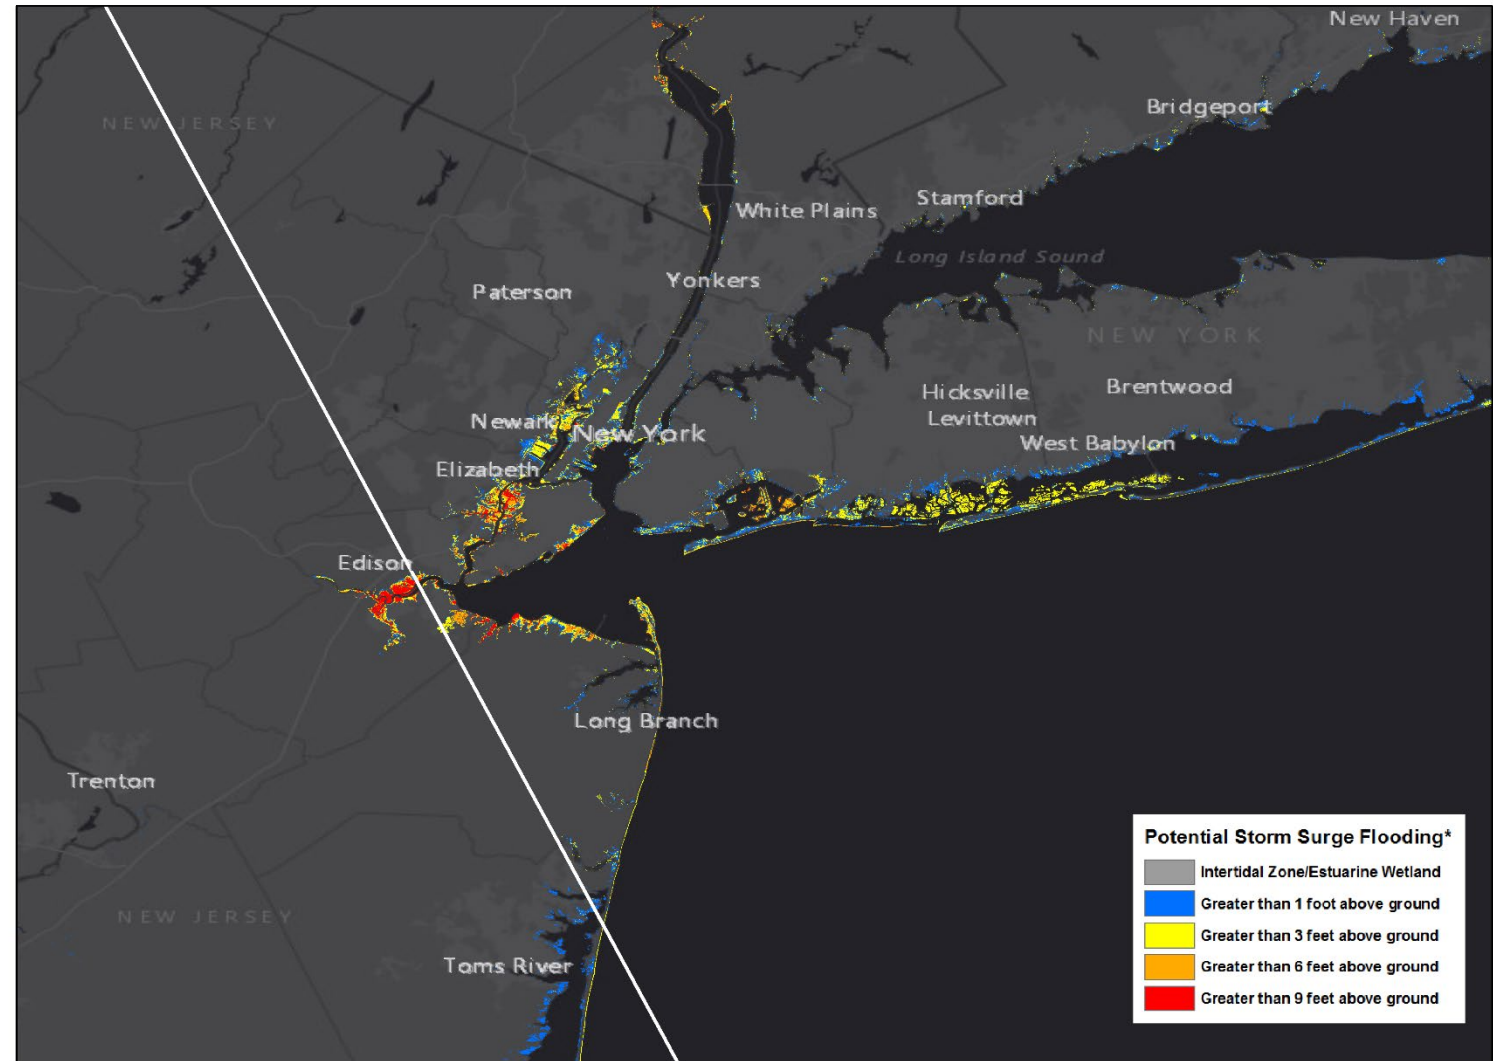 New Haven
NEW JERSEY
Bridgeport
Stamford
White Plains
Long Island Sound
Yonkers
Paterson
NEW YORK
Hicksville
Brentwood
Levittown
Newark
New York
West Babylon
Elizabeth
Edison
Long Branch
Trenton
NEW JERSEY
Toms River
Potential Storm Surge Flooding*
Intertidal Zone/Estuarine Wetland
Greater than 1 foot above ground
Greater than 3 feet above ground
Greater than 6 feet above ground
Greater than 9 feet above ground